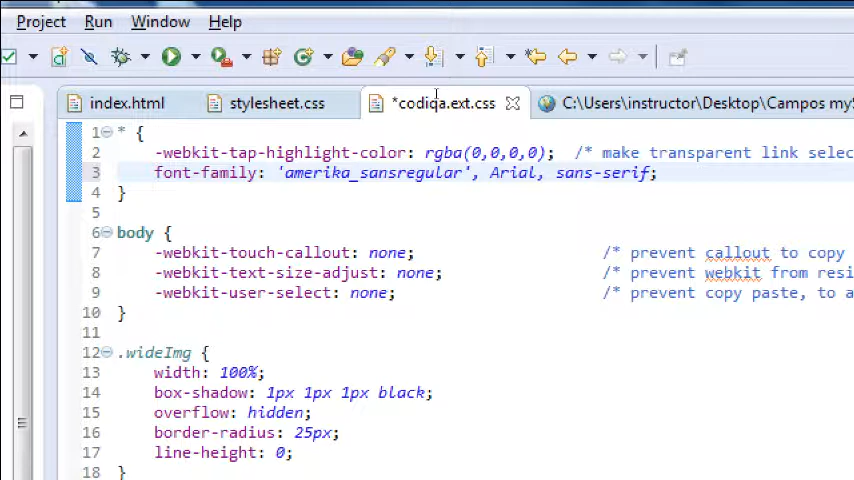 Project Run Window Help
index.html stylesheet.css *codiqa.ext.css C:\Users\instructor\Desktop\Campos myS
1 * {
2 -webkit-tap-highlight-color: rgba(0,0,0,0); /* make transparent link selec
3 font-family: 'amerika_sansregular', Arial, sans-serif;
4 }
5
6 body {
7 -webkit-touch-callout: none; /* prevent callout to copy
8 -webkit-text-size-adjust: none; /* prevent webkit from resi
9 -webkit-user-select: none; /* prevent copy paste, to a
10 }
11
12 .wideImg {
13 width: 100%;
14 box-shadow: 1px 1px 1px black;
15 overflow: hidden;
16 border-radius: 25px;
17 line-height: 0;
18 }